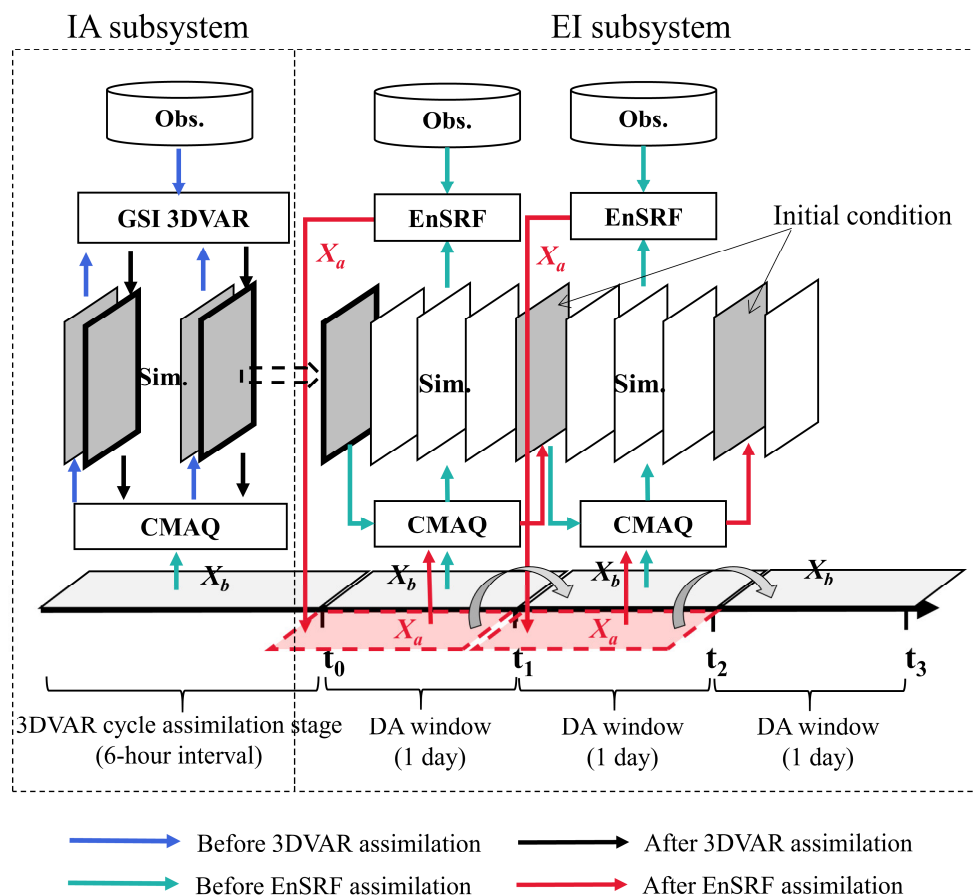 IA subsystem
EI subsystem
Obs.
Obs.
Obs.
GSI 3DVAR
EnSRF
EnSRF
Initial condition
Xa
Xa
Sim.
Sim.
Sim.
CMAQ
CMAQ
CMAQ
Xb
Xb
Xb
Xb
Xa
Xa
t0
t1
t2
t3
3DVAR cycle assimilation stage
(6-hour interval)
DA window
(1 day)
DA window
(1 day)
DA window
(1 day)
Before 3DVAR assimilation
After 3DVAR assimilation
Before EnSRF assimilation
After EnSRF assimilation